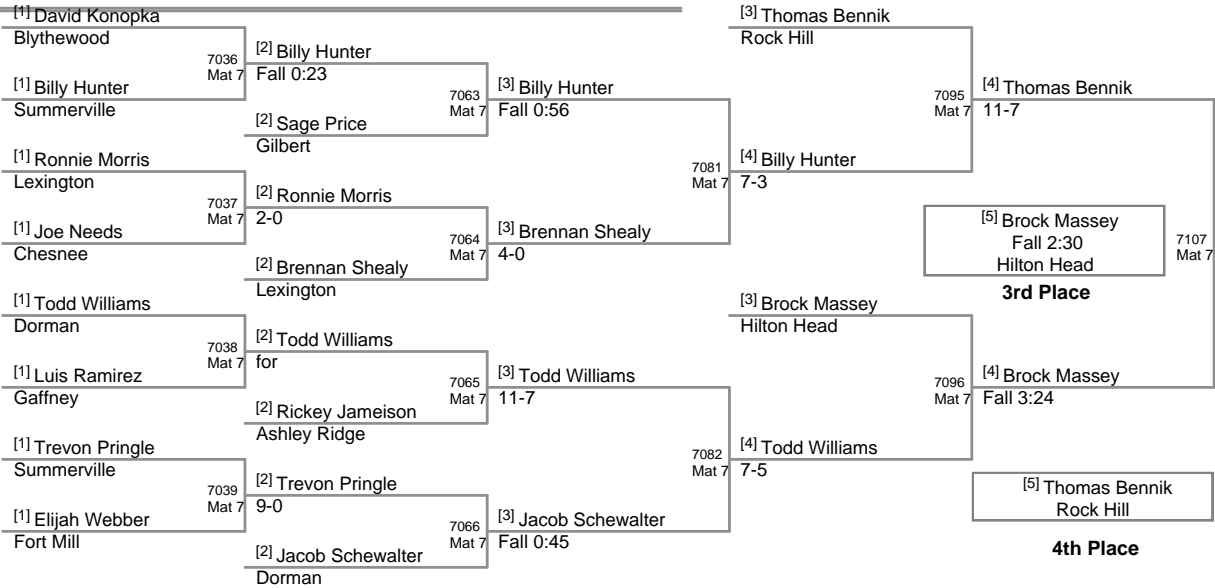 [1] David Konopka
Blythewood
7036
Mat 7
[1] Billy Hunter
Summerville
[1] Ronnie Morris
Lexington
7037
Mat 7
[1] Joe Needs
Chesnee
[1] Todd Williams
Dorman
7038
Mat 7
[1] Luis Ramirez
Gaffney
[1] Trevon Pringle
Summerville
7039
Mat 7
[1] Elijah Webber
Fort Mill
[2] Billy Hunter
Fall 0:23
7063
Mat 7
[2] Sage Price
Gilbert
[2] Ronnie Morris
2-0
7064
Mat 7
[2] Brennan Shealy
Lexington
[2] Todd Williams
for
7065
Mat 7
[2] Rickey Jameison
Ashley Ridge
[2] Trevon Pringle
9-0
7066
Mat 7
[2] Jacob Schewalter
Dorman
[3] Billy Hunter
Fall 0:56
7081
Mat 7
[3] Brennan Shealy
4-0
[3] Todd Williams
11-7
7082
Mat 7
[3] Jacob Schewalter
Fall 0:45
[3] Thomas Bennik
Rock Hill
7095
Mat 7
[4] Billy Hunter
7-3
[3] Brock Massey
Hilton Head
7096
Mat 7
[4] Todd Williams
7-5
[4] Thomas Bennik
11-7
[5] Brock Massey
Fall 2:30
Hilton Head
7107
Mat 7
3rd Place
[4] Brock Massey
Fall 3:24
[5] Thomas Bennik
Rock Hill
4th Place